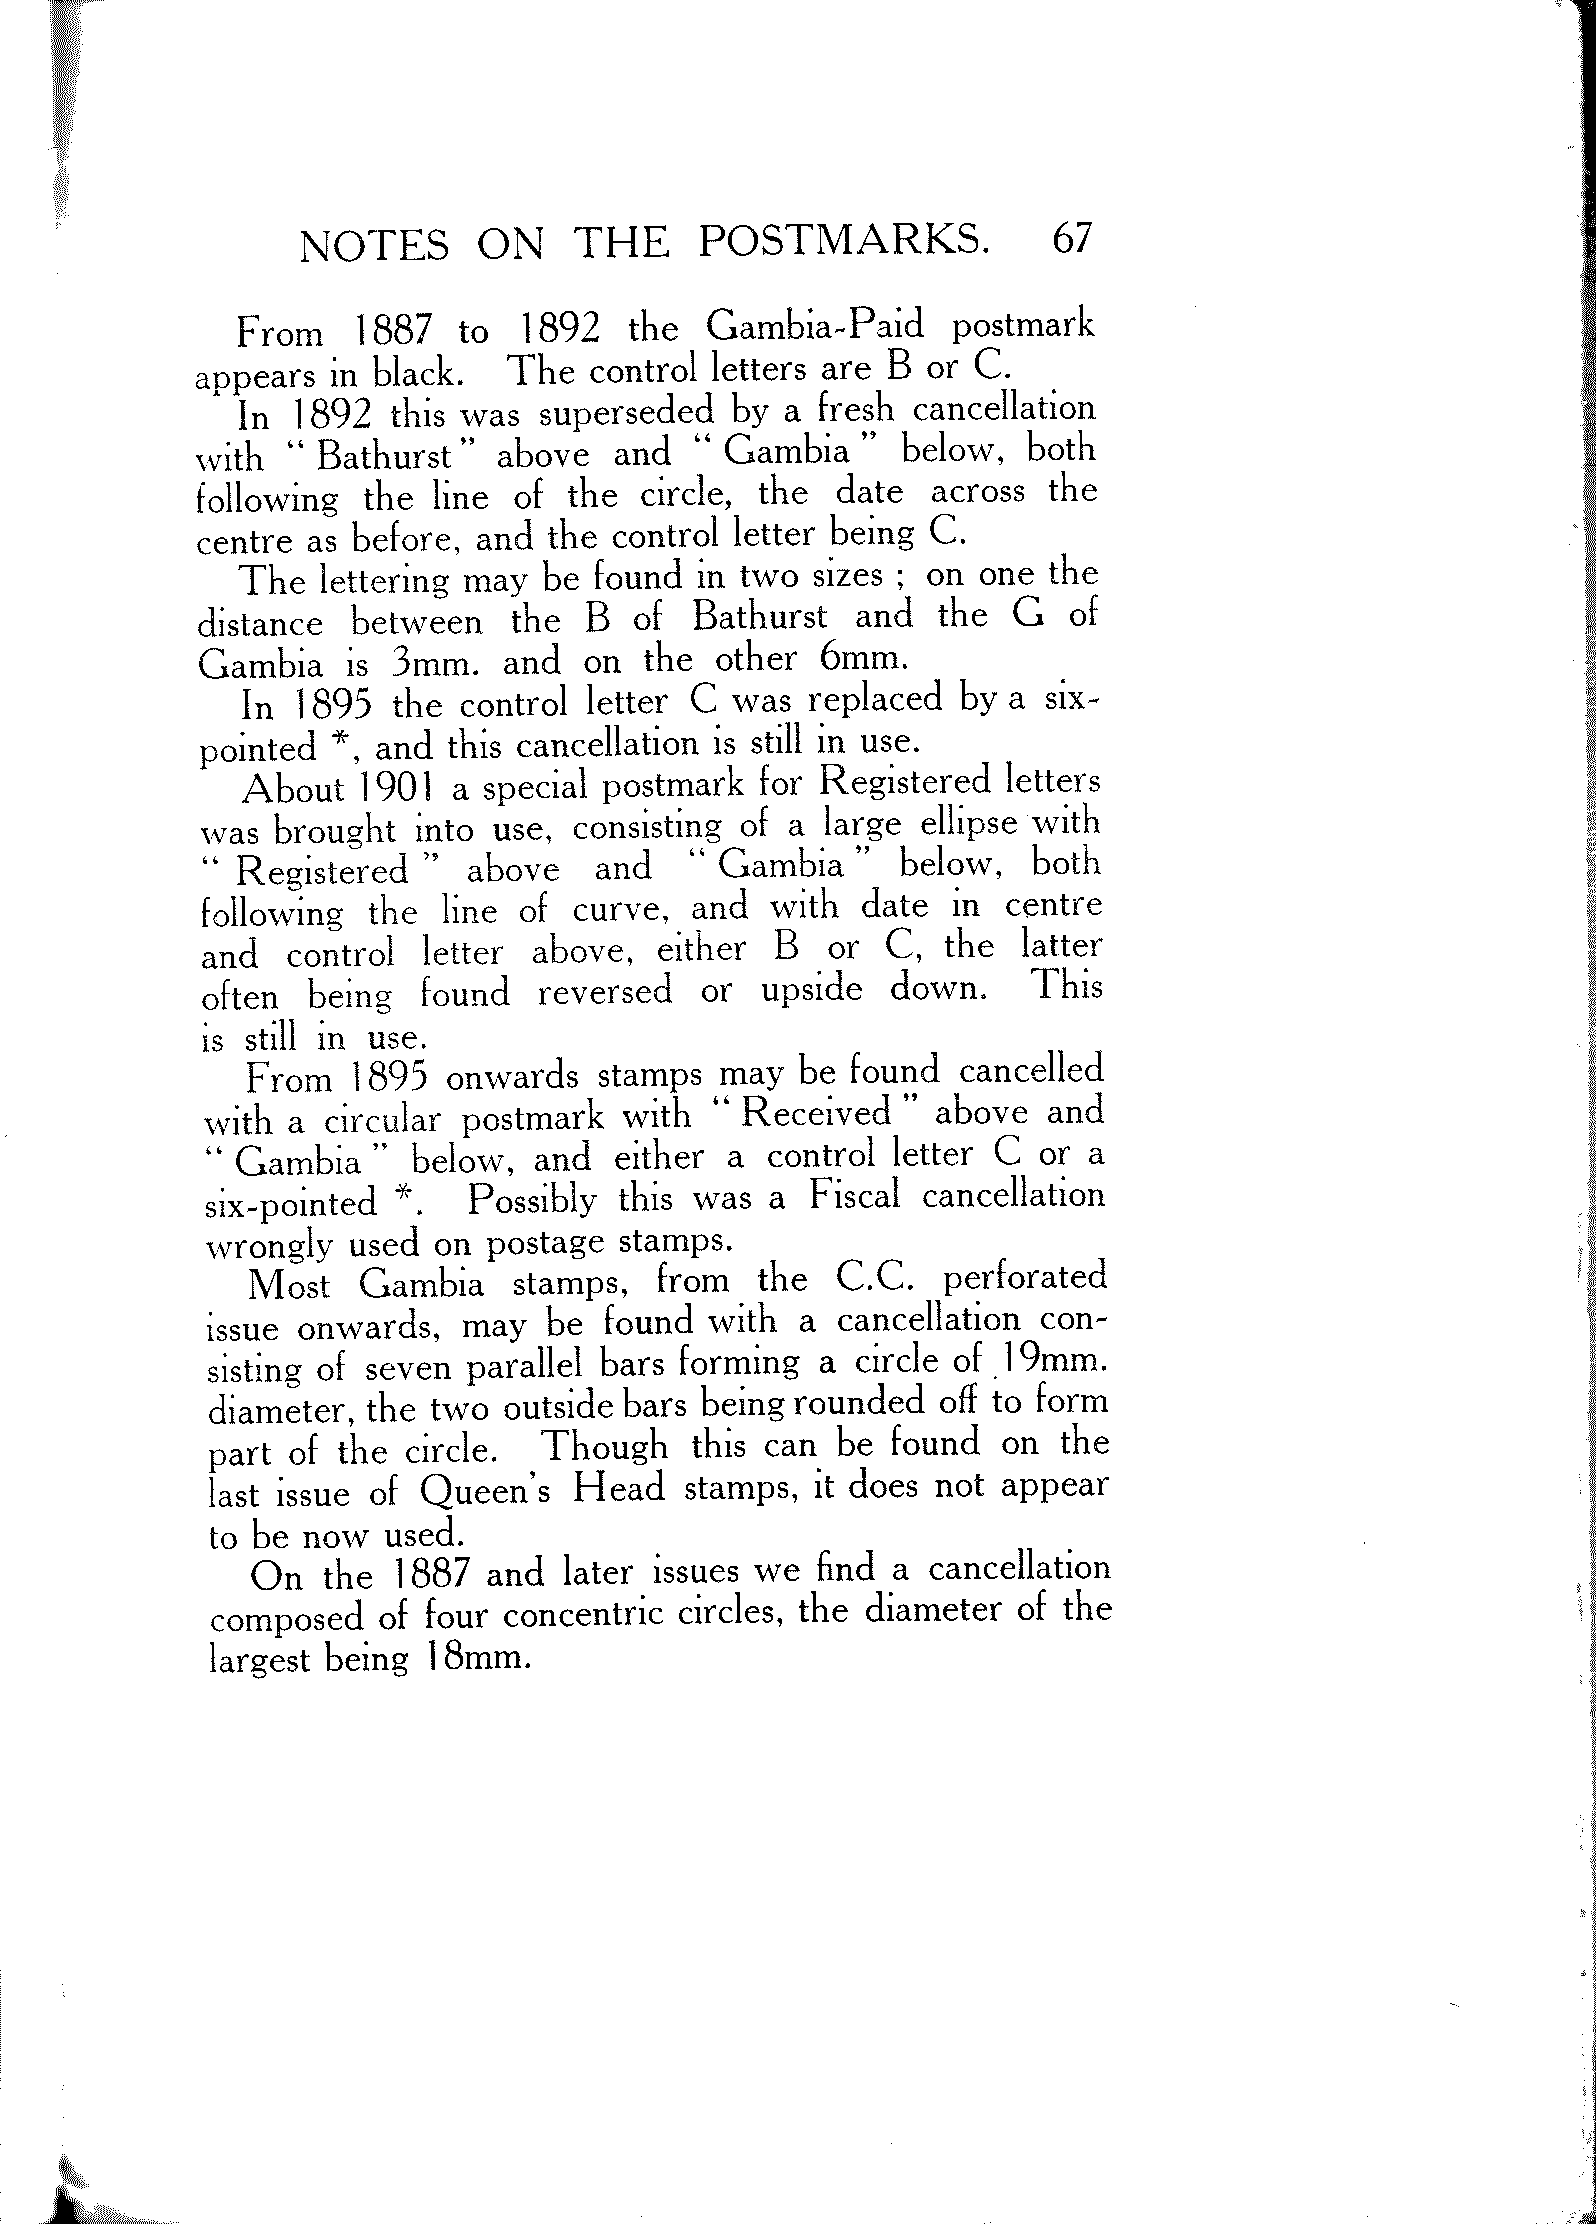 NOTES ON THE POSTMARKS. 67
From 1887 to 1892 the Gambia-Paid postmark
appears in black. The control letters are B or C.
In 1892 this was superseded by a fresh cancellation
with “ Bathurst ” above and “ Gambia ” below, both
following the line of the circle, the date across the
centre as before, and the control letter being C.
The lettering may be found in two sizes ; on one the
distance between the B of Bathurst and the G of
Gambia is 3mm. and on the other 6mm.
In 1895 the control letter C was replaced by a six-
pointed *, and this cancellation is still in use.
About 1901 a special postmark for Registered letters
was brought into use, consisting of a large ellipse with
“ Registered ” above and “ Gambia ” below, both
following the line of curve, and with date in centre
and control letter above, either B or C, the latter
often being found reversed or upside down. This
is still in use.
From 1895 onwards stamps may be found cancelled
with a circular postmark with “ Received ” above and
“ Gambia ” below, and either a control letter C or a
six-pointed *. Possibly this was a Fiscal cancellation
wrongly used on postage stamps.
Most Gambia stamps, from the C.C. perforated
issue onwards, may be found with a cancellation con-
sisting of seven parallel bars forming a circle of 19mm.
diameter, the two outside bars being rounded off to form
part of the circle. Though this can be found on the
last issue of Queen's Head stamps, it does not appear
to be now used.
On the 1887 and later issues we find a cancellation
composed of four concentric circles, the diameter of the
largest being 18mm.